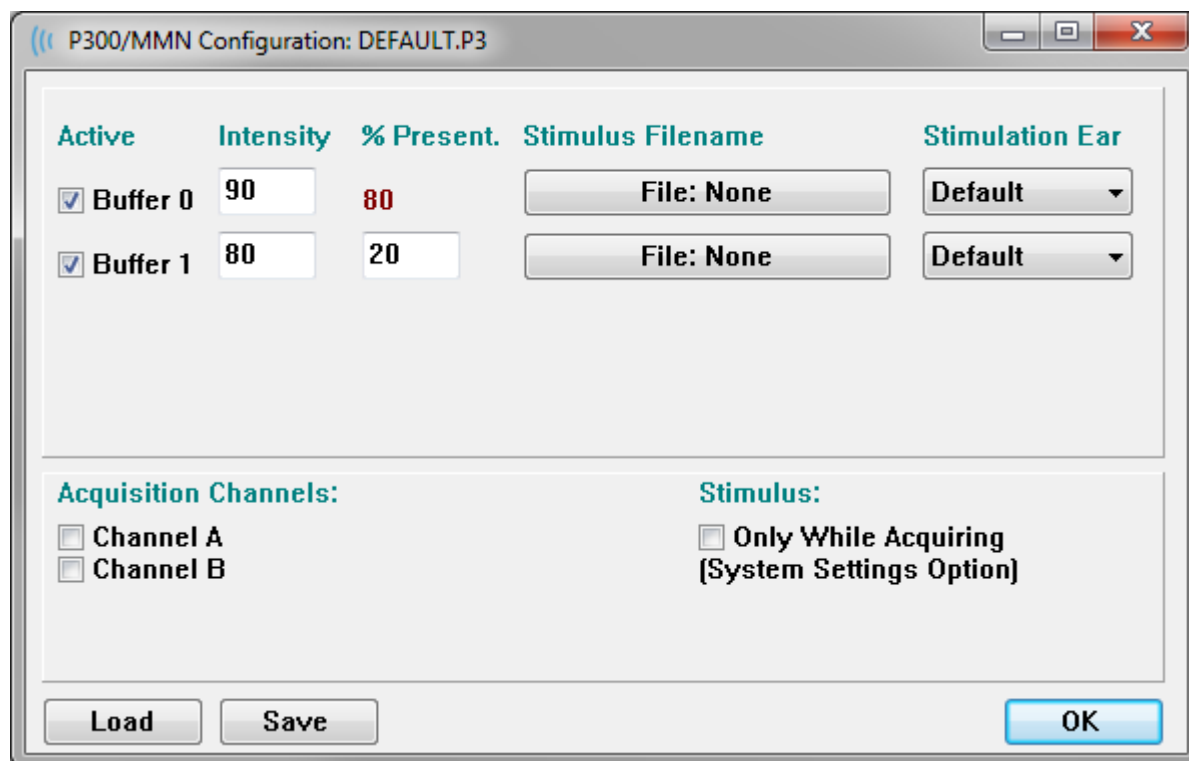 P300/MMN Configuration: DEFAULT.P3
Active Intensity % Present. Stimulus Filename Stimulation Ear
Buffer 0 90 80 File: None Default
Buffer 1 80 20 File: None Default
Acquisition Channels: Stimulus:
Channel A Only While Acquiring
Channel B (System Settings Option)
Load Save OK